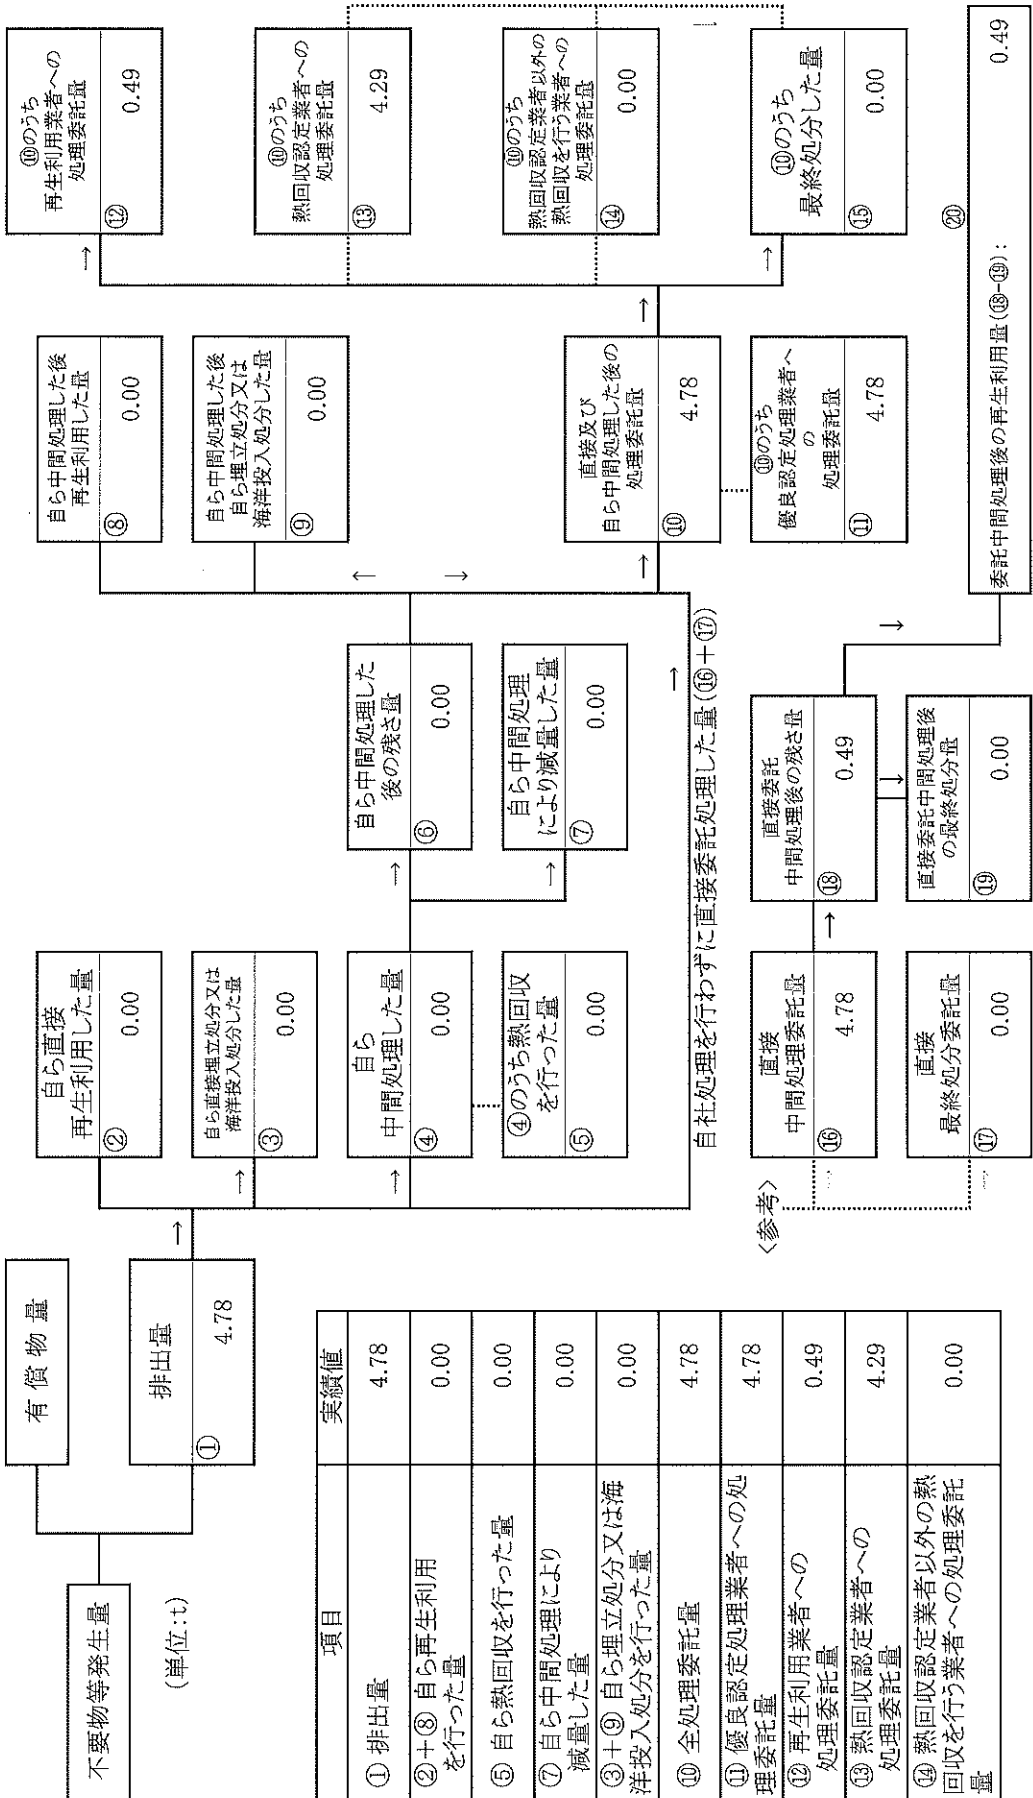 不要物等発生量
(単位:t)
有 償 物 量
排出量
①
4.78
自ら直接
再生利用した量
②
0.00
自ら直接埋立処分又は
海洋投入処分した量
③
0.00
自ら
中間処理した量
④
0.00
④のうち熱回収
を行った量
⑤
0.00
自ら中間処理した
後の残さ量
⑥
0.00
自ら中間処理
により減量した量
⑦
0.00
自ら中間処理した後
再生利用した量
⑧
0.00
自ら中間処理した後
自ら埋立処分又は
海洋投入処分した量
⑨
0.00
直接及び
自ら中間処理した後の
処理委託量
⑩
4.78
⑩のうち
優良認定処理業者へ
の
処理委託量
⑪
4.78
⑩のうち
再生利用業者への
処理委託量
⑫
0.49
⑩のうち
熱回収認定業者への
処理委託量
⑬
4.29
⑩のうち
熱回収認定業者以外の
熱回収を行う業者への
処理委託量
⑭
0.00
⑩のうち
最終処分した量
⑮
0.00
自社処理を行わずに直接委託処理した量(⑯+⑰)
<参考>
直接
中間処理委託量
⑯
4.78
直接
最終処分委託量
⑰
0.00
直接委託
中間処理後の残さ量
⑱
0.49
直接委託中間処理後
の最終処分量
⑲
0.00
⑳
委託中間処理後の再生利用量(⑱-⑲):
0.49
項目
実績値
① 排出量
4.78
②+⑧ 自ら再生利用
を行った量
0.00
⑤ 自ら熱回収を行った量
0.00
⑦ 自ら中間処理により
減量した量
0.00
③+⑨ 自ら埋立処分又は海
洋投入処分を行った量
0.00
⑩ 全処理委託量
4.78
⑪ 優良認定処理業者への処
理委託量
4.78
⑫ 再生利用業者への
処理委託量
0.49
⑬ 熱回収認定業者への
処理委託量
4.29
⑭ 熱回収認定業者以外の熱
回収を行う業者への処理委託
量
0.00